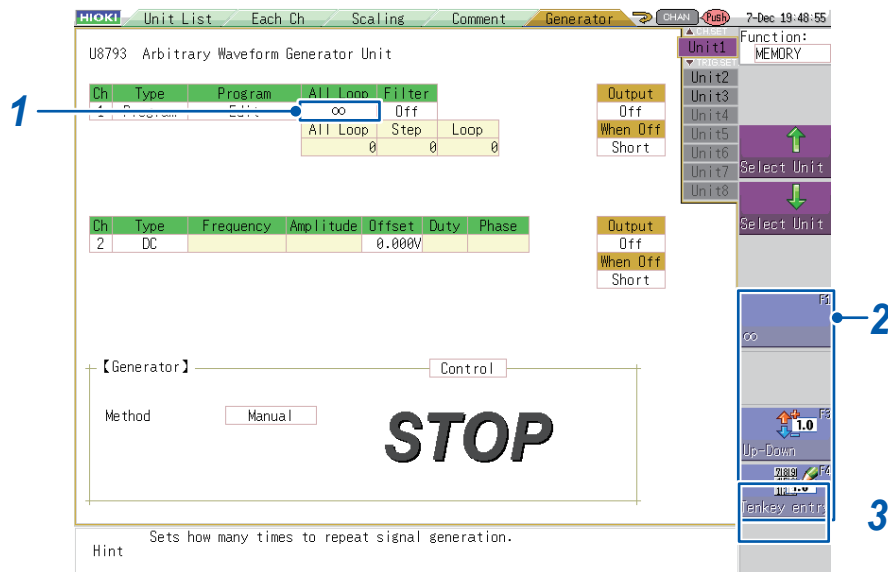 HIOKI Unit List Each Ch Scaling Comment Generator CHAN Push 7-Dec 19:48:55
U8793 Arbitrary Waveform Generator Unit
CH SET
Unit1
TRIG SET
Unit2
Unit3
Unit4
Unit5
Unit6
Unit7
Unit8
Function:
MEMORY
Select Unit
Select Unit
1
Ch Type Program All Loop Filter
1 Program Edit ∞ Off
All Loop Step Loop
0 0 0
Output
Off
When Off
Short
Ch Type Frequency Amplitude Offset Duty Phase
2 DC 0.000V
Output
Off
When Off
Short
F1
∞
2
F3
1.0
Up-Down
F4
Tenkey entry
3
【Generator】
Control
Method Manual
STOP
Hint Sets how many times to repeat signal generation.